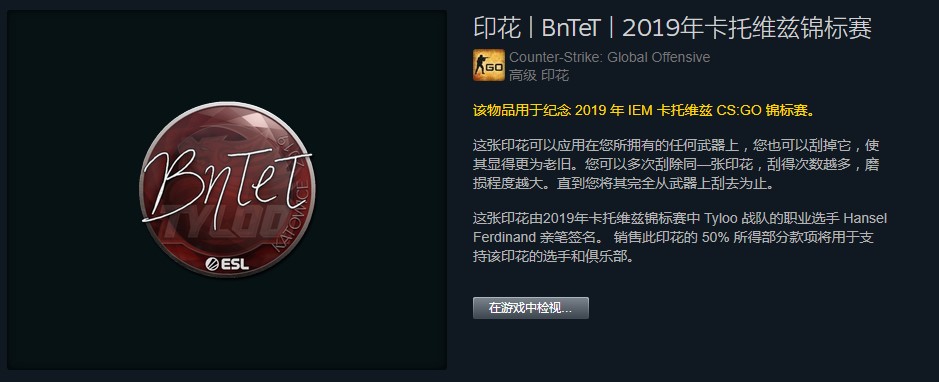 印花 | BnTeT | 2019年卡托维兹锦标赛
GO
Counter-Strike: Global Offensive
高级 印花
该物品用于纪念 2019 年 IEM 卡托维兹 CS:GO 锦标赛。
这张印花可以应用在您所拥有的任何武器上，您也可以刮掉它，使
其显得更为老旧。您可以多次刮除同一张印花，刮得次数越多，磨
损程度越大。直到您将其完全从武器上刮去为止。
这张印花由2019年卡托维兹锦标赛中 Tyloo 战队的职业选手 Hansel
Ferdinand 亲笔签名。 销售此印花的 50% 所得部分款项将用于支
持该印花的选手和俱乐部。
在游戏中检视...
BnTeT
TYLOO
KATOWICE 2019
ESL